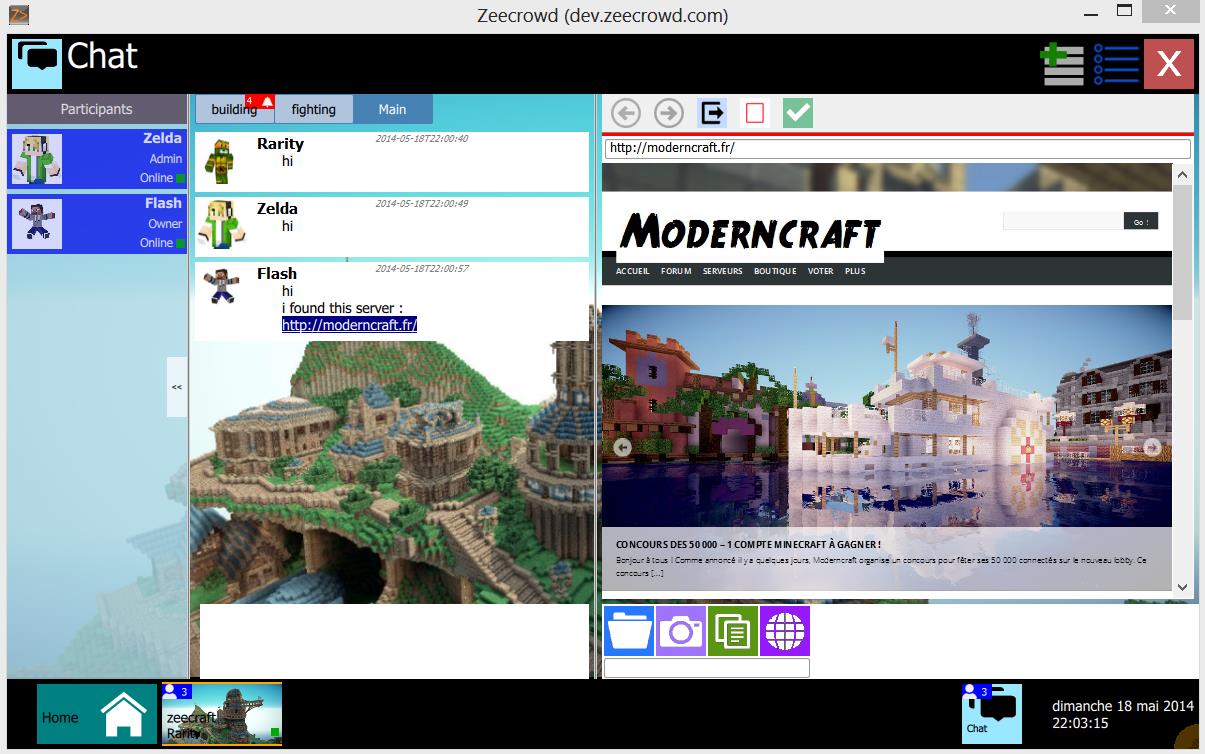 Zeecrowd (dev.zeecrowd.com)
Chat
X
Participants
Zelda
Admin
Online
Flash
Owner
Online
<<
building
4
fighting
Main
Rarity
2014-05-18T22:00:40
hi
Zelda
2014-05-18T22:00:49
hi
Flash
2014-05-18T22:00:57
hi
i found this server :
http://moderncraft.fr/
http://moderncraft.fr/
MODERNCRAFT
Go !
ACCUEIL FORUM SERVEURS BOUTIQUE VOTER PLUS
CONCOURS DES 50 000 – 1 COMPTE MINECRAFT À GAGNER !
Bonjour à tous ! Comme annoncé il y a quelques jours, Moderncraft organise un concours pour fêter ses 50 000 connectés sur le nouveau lobby. Ce
concours [...]
Home
3
zeecraft
Rarity
3
Chat
dimanche 18 mai 2014
22:03:15